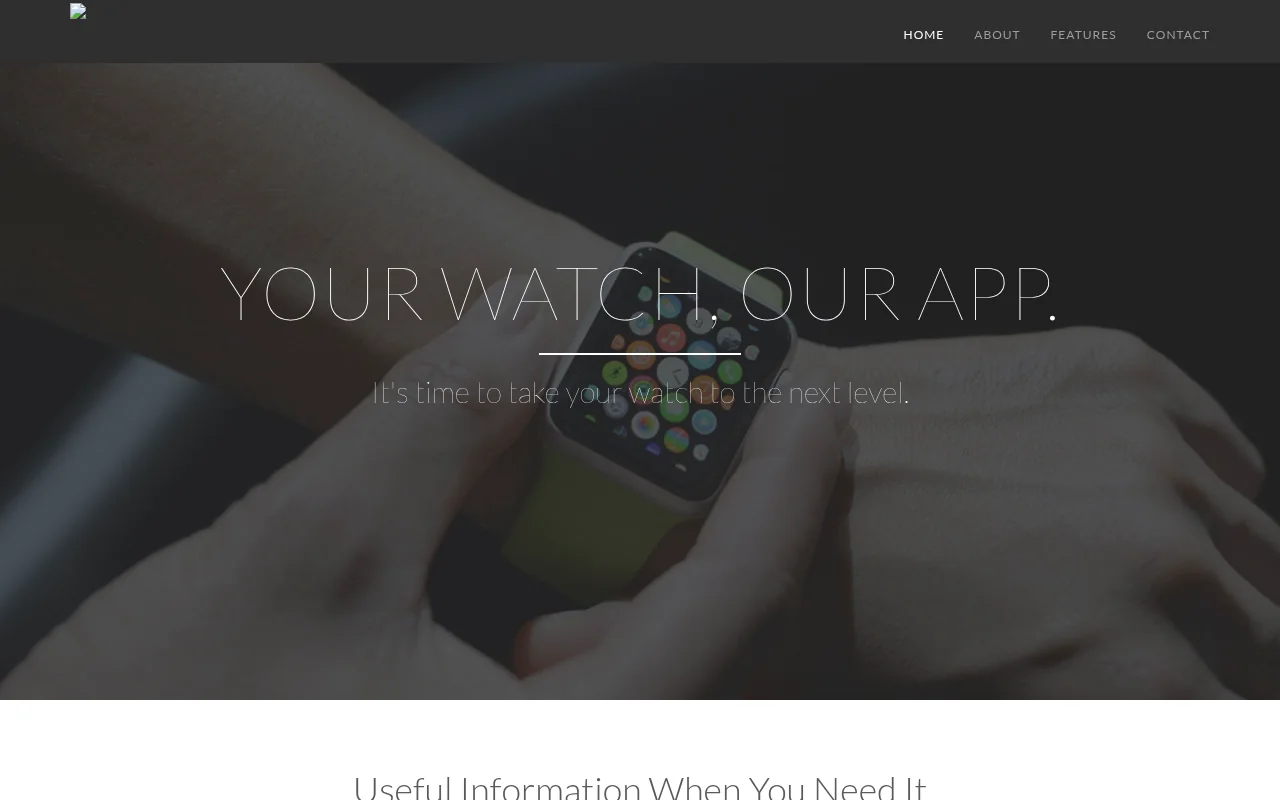 HOME ABOUT FEATURES CONTACT
YOUR WATCH, OUR APP.
It's time to take your watch to the next level.
Useful Information When You Need It